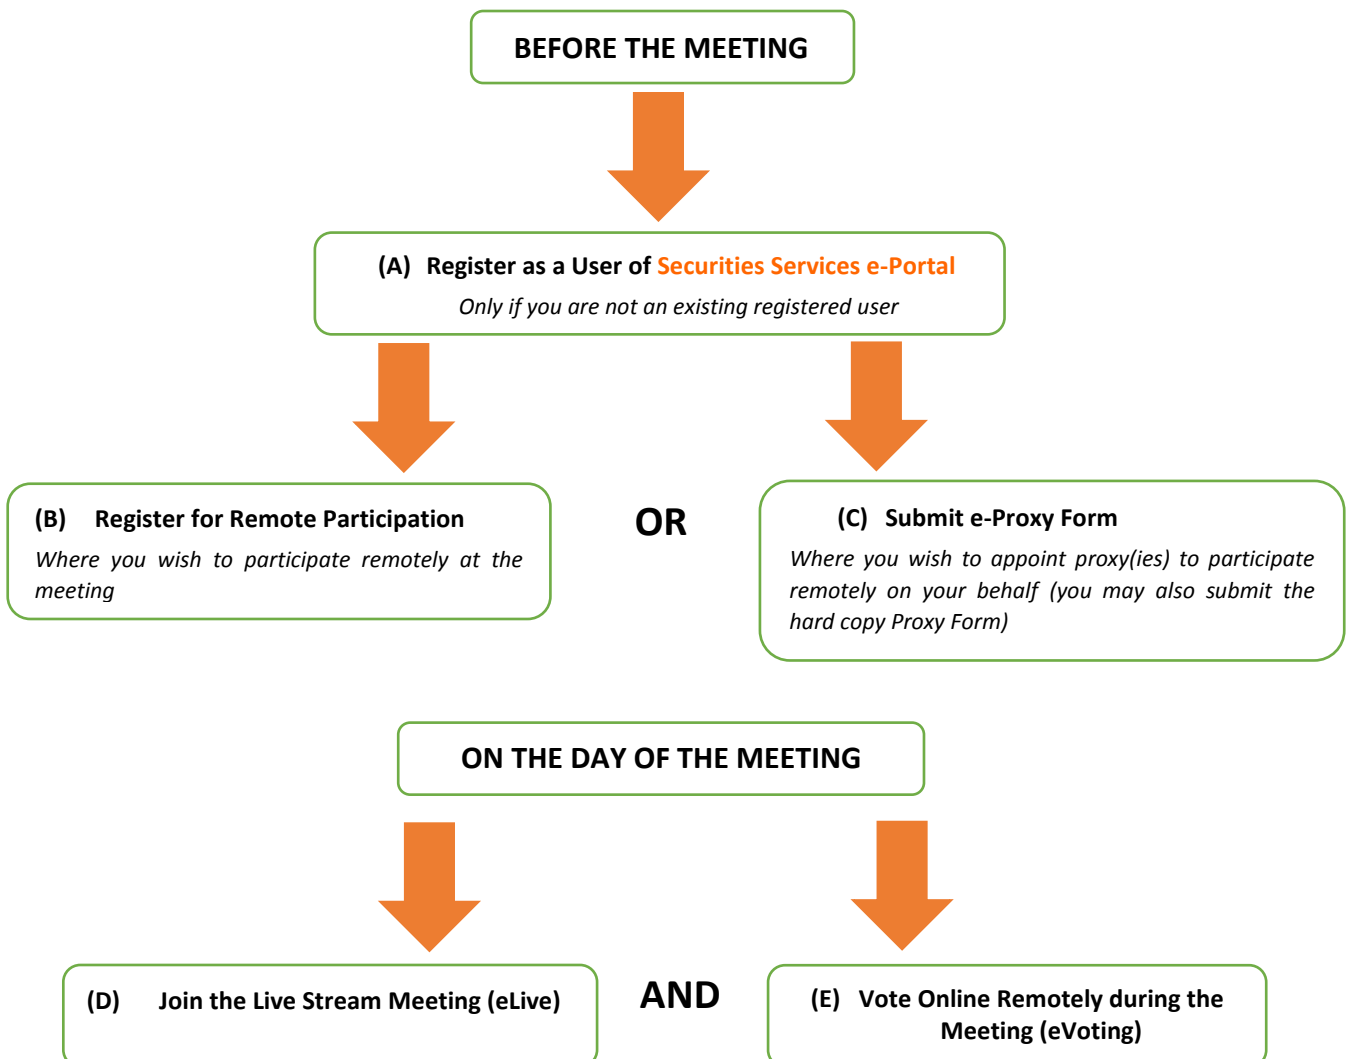 BEFORE THE MEETING
(A) Register as a User of Securities Services e-Portal
Only if you are not an existing registered user
(B) Register for Remote Participation
Where you wish to participate remotely at the
meeting
OR
(C) Submit e-Proxy Form
Where you wish to appoint proxy(ies) to participate
remotely on your behalf (you may also submit the
hard copy Proxy Form)
ON THE DAY OF THE MEETING
(D) Join the Live Stream Meeting (eLive)
AND
(E) Vote Online Remotely during the
Meeting (eVoting)